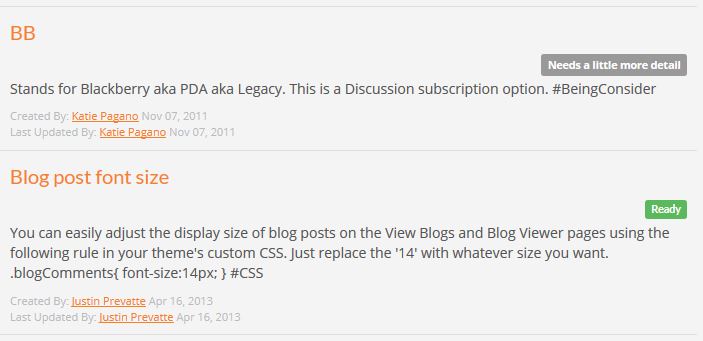 BB
Needs a little more detail
Stands for Blackberry aka PDA aka Legacy. This is a Discussion subscription option. #BeingConsider
Created By: Katie Pagano Nov 07, 2011
Last Updated By: Katie Pagano Nov 07, 2011
Blog post font size
Ready
You can easily adjust the display size of blog posts on the View Blogs and Blog Viewer pages using the
following rule in your theme's custom CSS. Just replace the '14' with whatever size you want.
.blogComments{ font-size:14px; } #CSS
Created By: Justin Prevatte Apr 16, 2013
Last Updated By: Justin Prevatte Apr 16, 2013